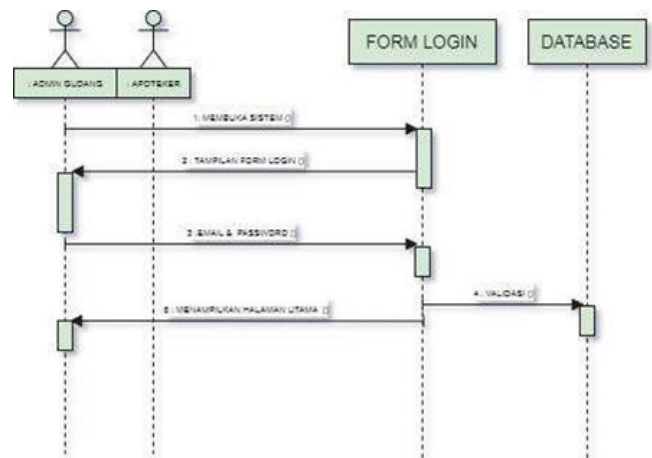 : ADMIN GUDANG
: APOTEKER
FORM LOGIN
DATABASE
1: MEMBUKA SISTEM ()
2 : TAMPILAN FORM LOGIN ()
3 :EMAIL & PASSWORD ()
4 : VALIDASI ()
: MENAMPILKAN HALAMAN UTAMA ()